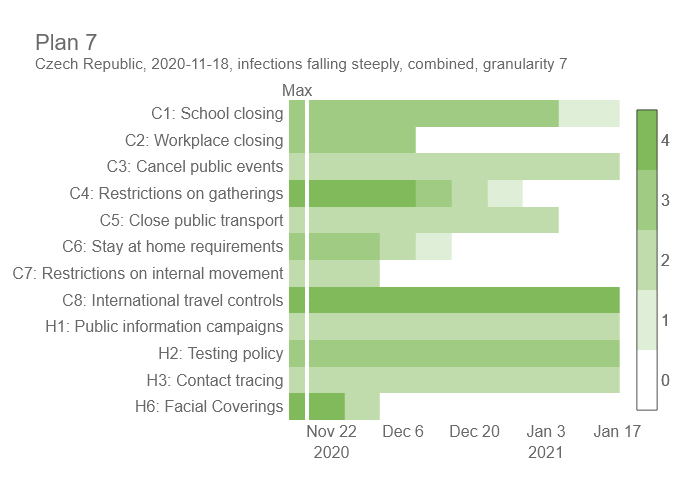 Plan 7
Czech Republic, 2020-11-18, infections falling steeply, combined, granularity 7
Max
C1: School closing
C2: Workplace closing
C3: Cancel public events
C4: Restrictions on gatherings
C5: Close public transport
C6: Stay at home requirements
C7: Restrictions on internal movement
C8: International travel controls
H1: Public information campaigns
H2: Testing policy
H3: Contact tracing
H6: Facial Coverings
4
3
2
1
0
Nov 22 Dec 6 Dec 20 Jan 3 Jan 17
2020 2021